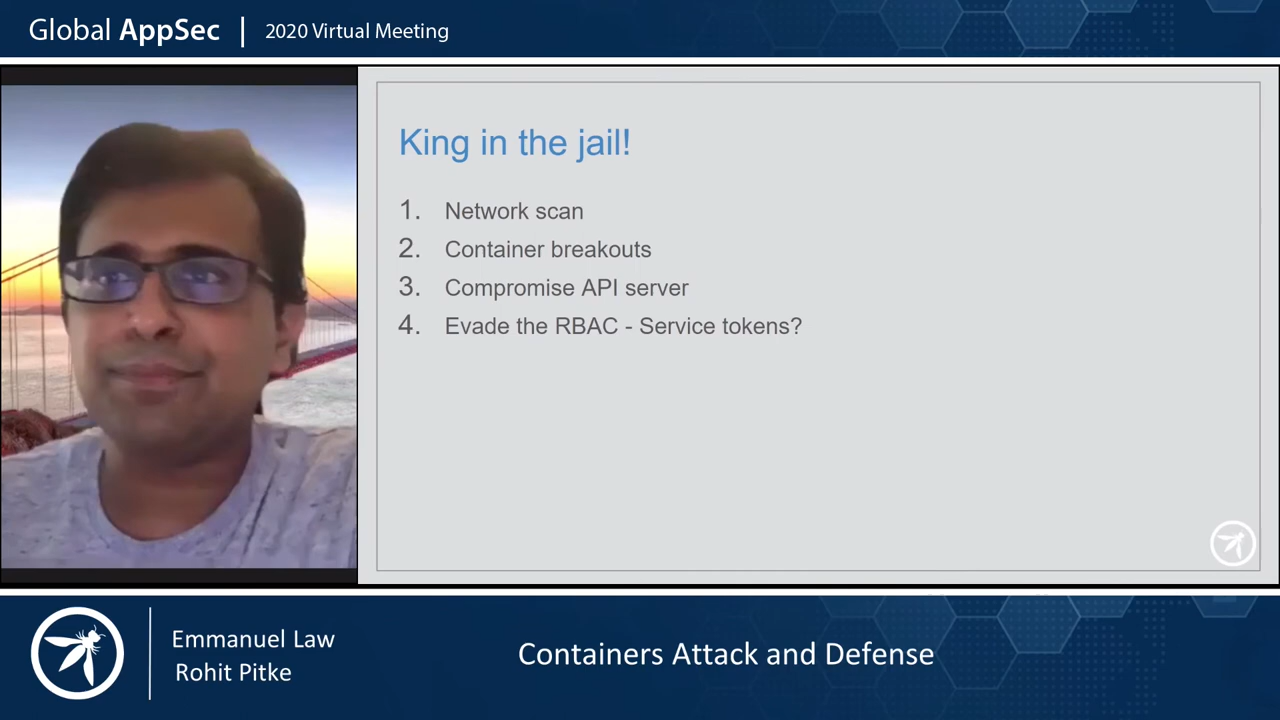 Global AppSec | 2020 Virtual Meeting
King in the jail!
1. Network scan
2. Container breakouts
3. Compromise API server
4. Evade the RBAC - Service tokens?
Emmanuel Law
Rohit Pitke
Containers Attack and Defense